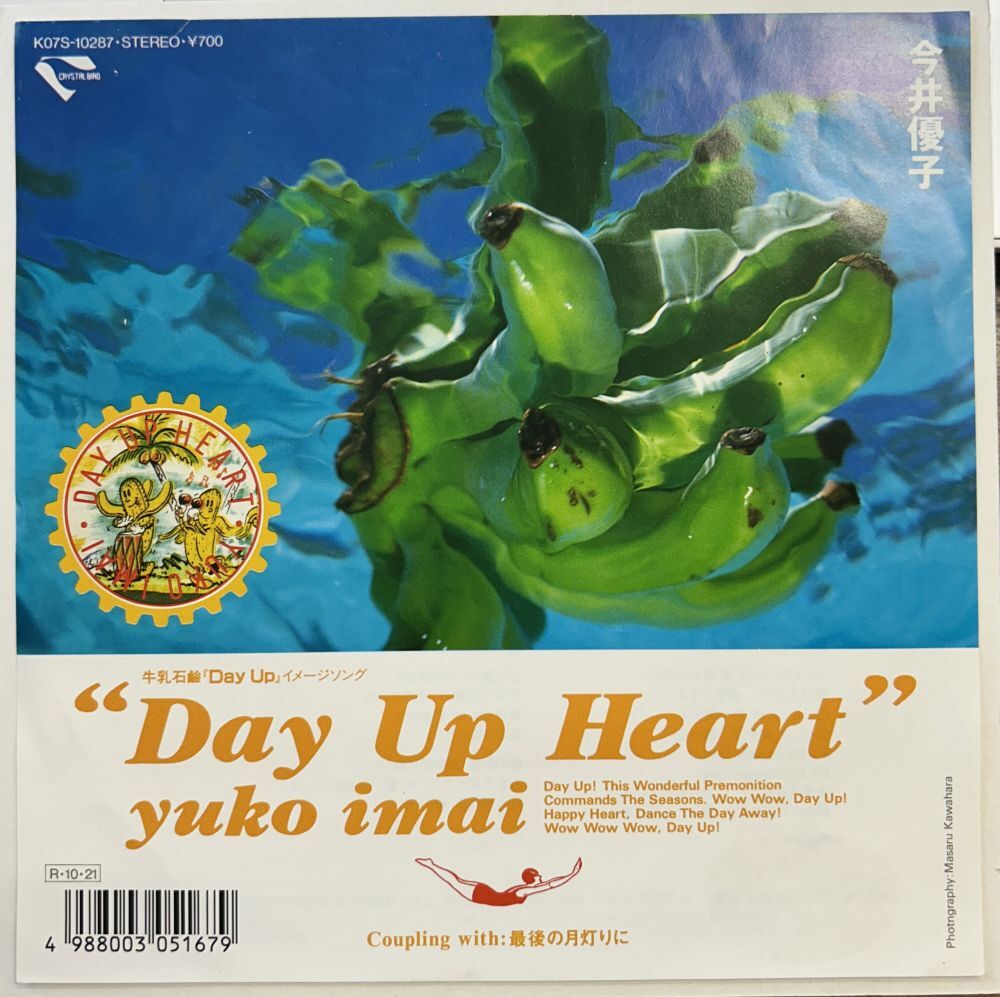 K07S-10287・STEREO・¥700
CRYSTAL BIRD
今井優子
・DAY UP HEART・
牛乳石鹸『Day Up』イメージソング
“Day Up Heart”
yuko imai
Day Up! This Wonderful Premonition
Commands The Seasons. Wow Wow, Day Up!
Happy Heart, Dance The Day Away!
Wow Wow Wow, Day Up!
R・10・21
4 988003 051679
Coupling with:最後の月灯りに
Photngraphy:Masaru Kawahara